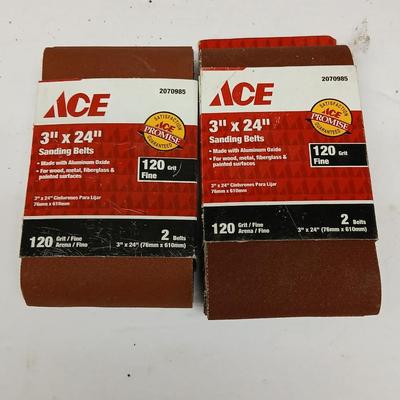 2070985
ACE
3" x 24"
Sanding Belts
• Made with Aluminum Oxide
• For wood, metal, fiberglass &
painted surfaces
SATISFACTION
ACE
PROMISE
GUARANTEED
120 Grit
Fine
3" x 24" Cinturones Para Lijar
76mm x 610mm
120 Grit / Fine
Arena / Fino
2 Belts
3" x 24" (76mm x 610mm)
2070985
ACE
3" x 24"
Sanding Belts
• Made with Aluminum Oxide
• For wood, metal, fiberglass &
painted surfaces
SATISFACTION
ACE
PROMISE
GUARANTEED
120 Grit
Fine
3" x 24" Cinturones Para Lijar
76mm x 610mm
120 Grit / Fine
Arena / Fino
2 Belts
3" x 24" (76mm x 610mm)